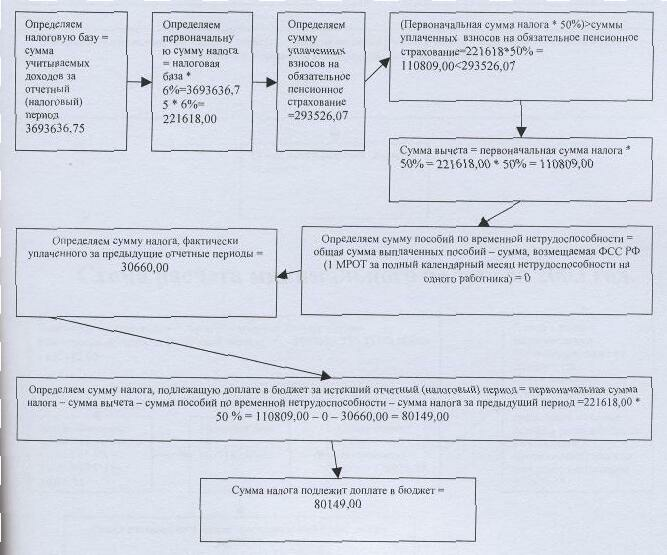 Определяем
налоговую базу =
сумма
учитываемых
доходов за
отчетный
(налоговый)
период
3693636,75
Определяем
первоначальну
ю сумму налога
= налоговая
база *
6%=3693636,7
5 * 6%=
221618,00
Определяем
сумму
уплаченных
взносов на
обязательное
пенсионное
страхование
=293526,07
(Первоначальная сумма налога * 50%)>суммы
уплаченных взносов на обязательное пенсионное
страхование=221618*50% =
110809,00<293526,07
Сумма вычета = первоначальная сумма налога *
50% = 221618,00 * 50% = 110809,00
Определяем сумму пособий по временной нетрудоспособности =
общая сумма выплаченных пособий – сумма, возмещаемая ФСС РФ
(1 МРОТ за полный календарный месяц нетрудоспособности на
одного работника) = 0
Определяем сумму налога, фактически
уплаченного за предыдущие отчетные периоды =
30660,00
Определяем сумму налога, подлежащую доплате в бюджет за истекший отчетный (налоговый) период = первоначальная сумма
налога – сумма вычета – сумма пособий по временной нетрудоспособности – сумма налога за предыдущий период =221618,00 *
50 % = 110809,00 – 0 – 30660,00 = 80149,00
Сумма налога подлежит доплате в бюджет =
80149,00